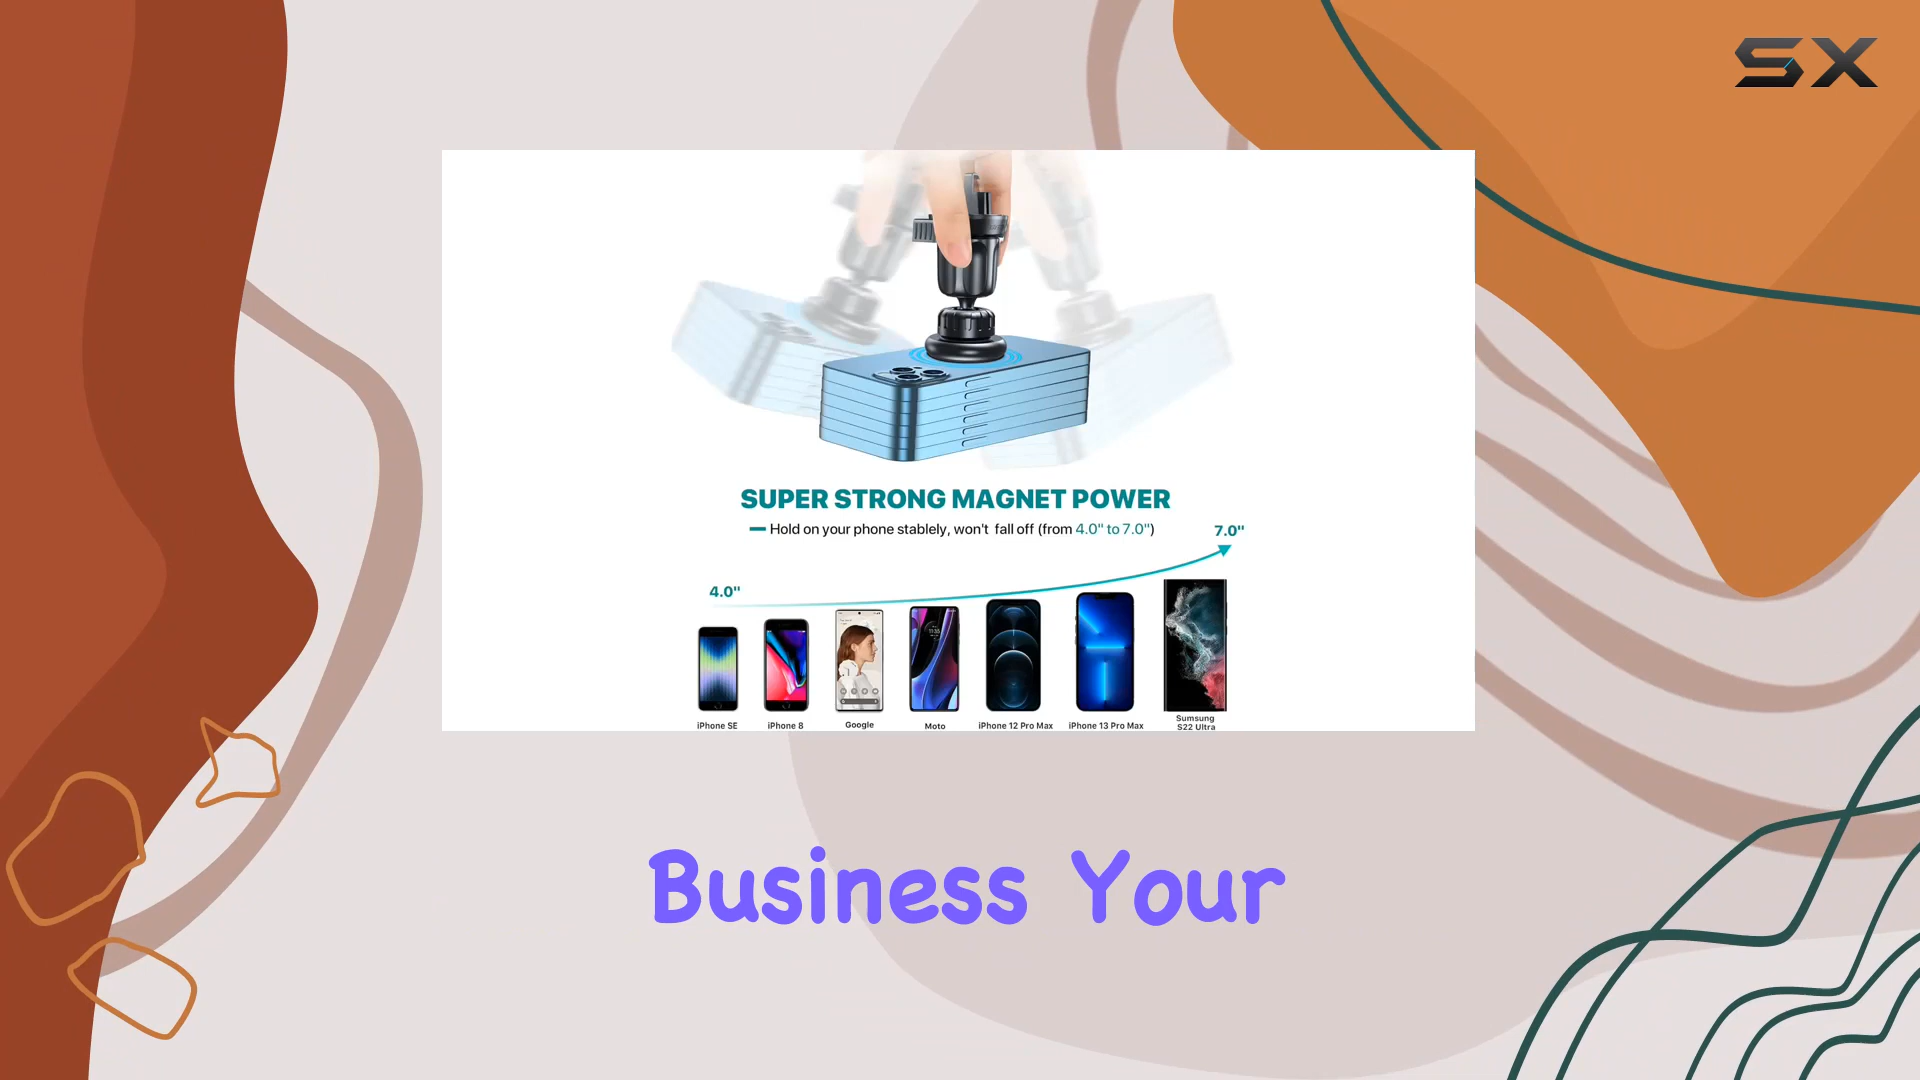 SX
SUPER STRONG MAGNET POWER
Hold on your phone stablely, won't fall off (from 4.0" to 7.0")
7.0"
4.0"
iPhone SE
iPhone 8
Google
Moto
iPhone 12 Pro Max
iPhone 13 Pro Max
Sumsung
S22 Ultra
Business Your